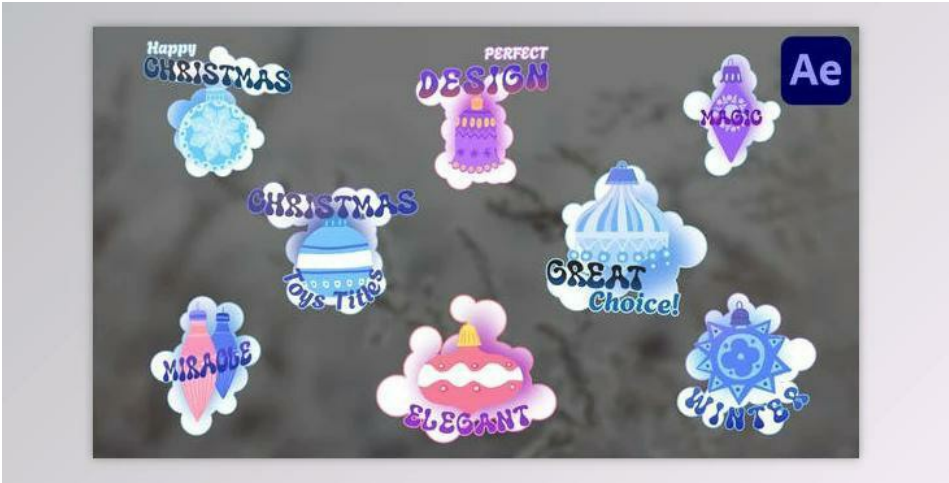 Happy
CHRISTMAS
PERFECT
DESIGN
MAGIC
Ae
CHRISTMAS
Toys Titles
GREAT
Choice!
MIRACLE
ELEGANT
WINTER